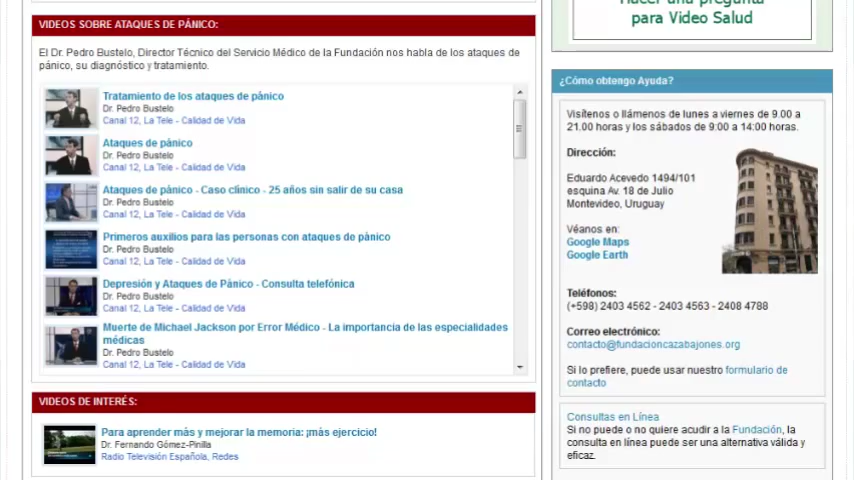 VIDEOS SOBRE ATAQUES DE PÁNICO:
El Dr. Pedro Bustelo, Director Técnico del Servicio Médico de la Fundación nos habla de los ataques de
pánico, su diagnóstico y tratamiento.
Tratamiento de los ataques de pánico
Dr. Pedro Bustelo
Canal 12, La Tele - Calidad de Vida
Ataques de pánico
Dr. Pedro Bustelo
Canal 12, La Tele - Calidad de Vida
Ataques de pánico - Caso clínico - 25 años sin salir de su casa
Dr. Pedro Bustelo
Canal 12, La Tele - Calidad de Vida
Primeros auxilios para las personas con ataques de pánico
Dr. Pedro Bustelo
Canal 12, La Tele - Calidad de Vida
Depresión y Ataques de Pánico - Consulta telefónica
Dr. Pedro Bustelo
Canal 12, La Tele - Calidad de Vida
Muerte de Michael Jackson por Error Médico - La importancia de las especialidades
médicas
Dr. Pedro Bustelo
Canal 12, La Tele - Calidad de Vida
VIDEOS DE INTERÉS:
Para aprender más y mejorar la memoria: ¡más ejercicio!
Dr. Fernando Gómez-Pinilla
Radio Televisión Española, Redes
Hacer una pregunta
para Video Salud
¿Cómo obtengo Ayuda?
Visítenos o llámenos de lunes a viernes de 9.00 a
21.00 horas y los sábados de 9:00 a 14:00 horas.
Dirección:
Eduardo Acevedo 1494/101
esquina Av. 18 de Julio
Montevideo, Uruguay
Véanos en:
Google Maps
Google Earth
Teléfonos:
(+598) 2403 4562 - 2403 4563 - 2408 4788
Correo electrónico:
contacto@fundacioncazabajones.org
Si lo prefiere, puede usar nuestro formulario de
contacto
Consultas en Línea
Si no puede o no quiere acudir a la Fundación, la
consulta en línea puede ser una alternativa válida y
eficaz.